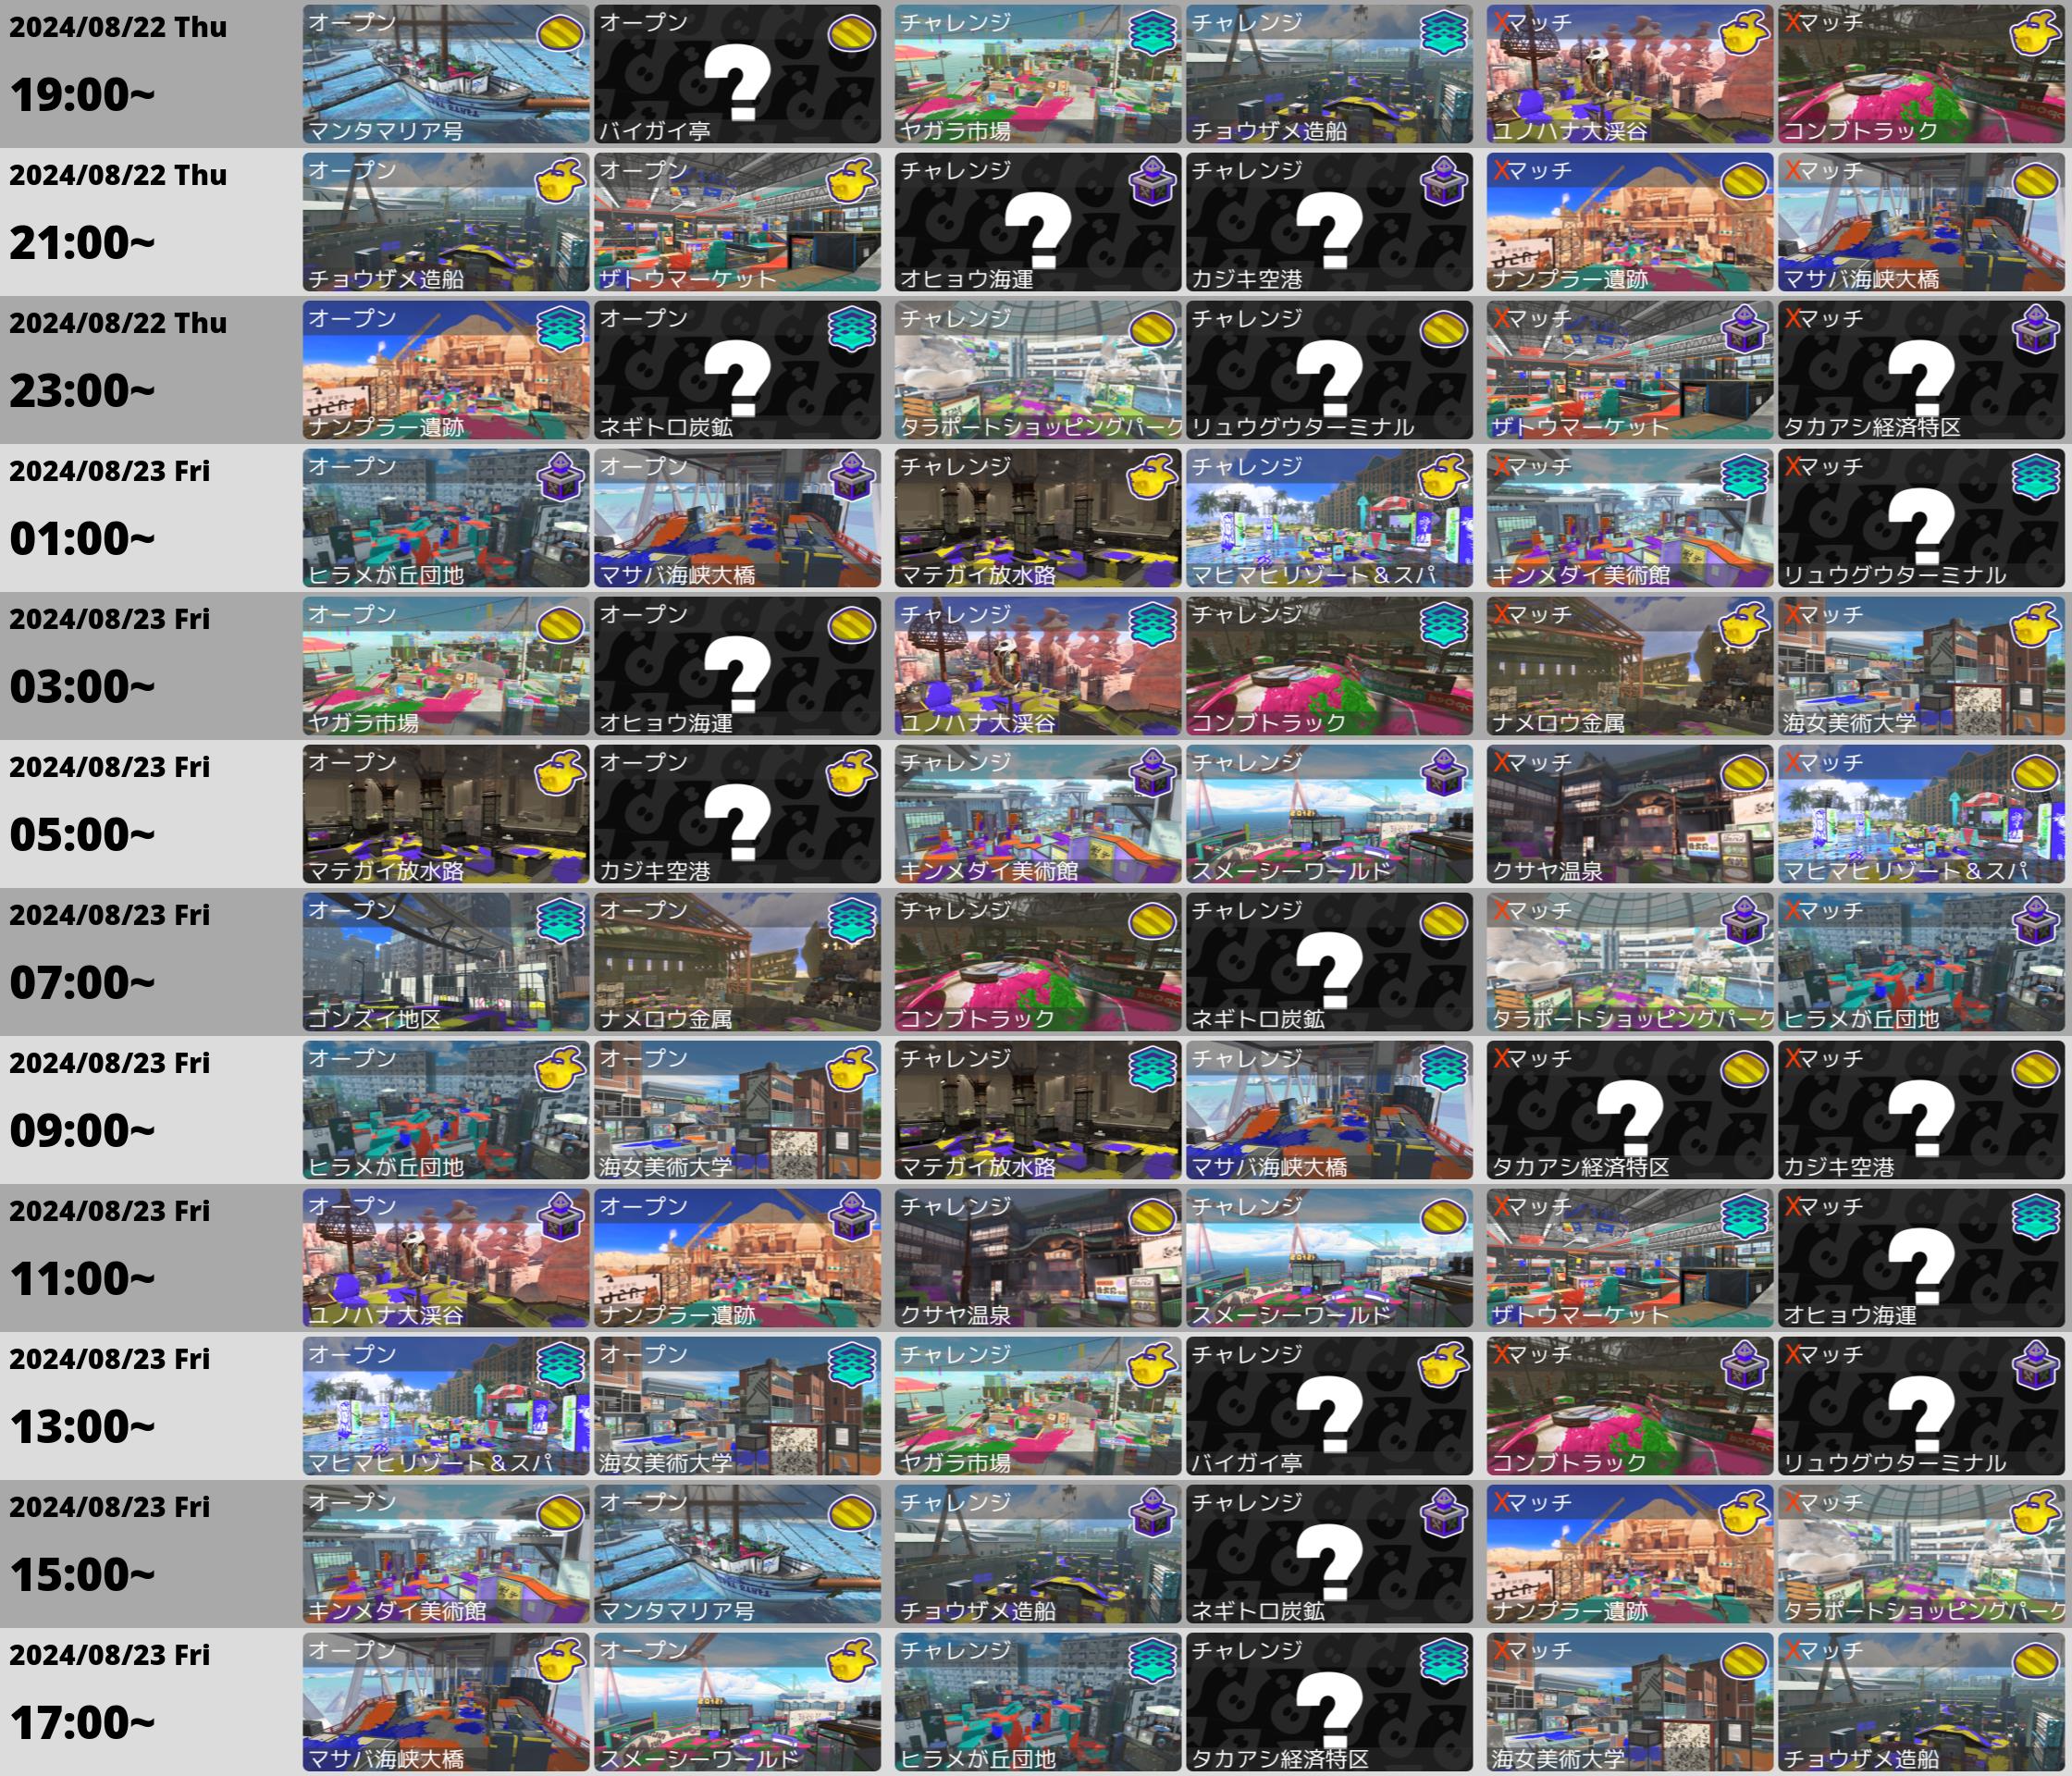 2024/08/22 Thu
19:00~
オープン オープン チャレンジ チャレンジ Xマッチ Xマッチ
マンタマリア号 バイガイ亭 ヤガラ市場 チョウザメ造船 ユノハナ大渓谷 コンブトラック
2024/08/22 Thu
21:00~
オープン オープン チャレンジ チャレンジ Xマッチ Xマッチ
チョウザメ造船 ザトウマーケット オヒョウ海運 カジキ空港 ナンプラー遺跡 マサバ海峡大橋
2024/08/22 Thu
23:00~
オープン オープン チャレンジ チャレンジ Xマッチ Xマッチ
ナンプラー遺跡 ネギトロ炭鉱 タラポートショッピングパーク リュウグウターミナル ザトウマーケット タカアシ経済特区
2024/08/23 Fri
01:00~
オープン オープン チャレンジ チャレンジ Xマッチ Xマッチ
ヒラメが丘団地 マサバ海峡大橋 マテガイ放水路 マヒマヒリゾート＆スパ キンメダイ美術館 リュウグウターミナル
2024/08/23 Fri
03:00~
オープン オープン チャレンジ チャレンジ Xマッチ Xマッチ
ヤガラ市場 オヒョウ海運 ユノハナ大渓谷 コンブトラック ナメロウ金属 海女美術大学
2024/08/23 Fri
05:00~
オープン オープン チャレンジ チャレンジ Xマッチ Xマッチ
マテガイ放水路 カジキ空港 キンメダイ美術館 スメーシーワールド クサヤ温泉 マヒマヒリゾート＆スパ
2024/08/23 Fri
07:00~
オープン オープン チャレンジ チャレンジ Xマッチ Xマッチ
ゴンズイ地区 ナメロウ金属 コンブトラック ネギトロ炭鉱 タラポートショッピングパーク ヒラメが丘団地
2024/08/23 Fri
09:00~
オープン オープン チャレンジ チャレンジ Xマッチ Xマッチ
ヒラメが丘団地 海女美術大学 マテガイ放水路 マサバ海峡大橋 タカアシ経済特区 カジキ空港
2024/08/23 Fri
11:00~
オープン オープン チャレンジ チャレンジ Xマッチ Xマッチ
ユノハナ大渓谷 ナンプラー遺跡 クサヤ温泉 スメーシーワールド ザトウマーケット オヒョウ海運
2024/08/23 Fri
13:00~
オープン オープン チャレンジ チャレンジ Xマッチ Xマッチ
マヒマヒリゾート＆スパ 海女美術大学 ヤガラ市場 バイガイ亭 コンブトラック リュウグウターミナル
2024/08/23 Fri
15:00~
オープン オープン チャレンジ チャレンジ Xマッチ Xマッチ
キンメダイ美術館 マンタマリア号 チョウザメ造船 ネギトロ炭鉱 ナンプラー遺跡 タラポートショッピングパーク
2024/08/23 Fri
17:00~
オープン オープン チャレンジ チャレンジ Xマッチ Xマッチ
マサバ海峡大橋 スメーシーワールド ヒラメが丘団地 タカアシ経済特区 海女美術大学 チョウザメ造船